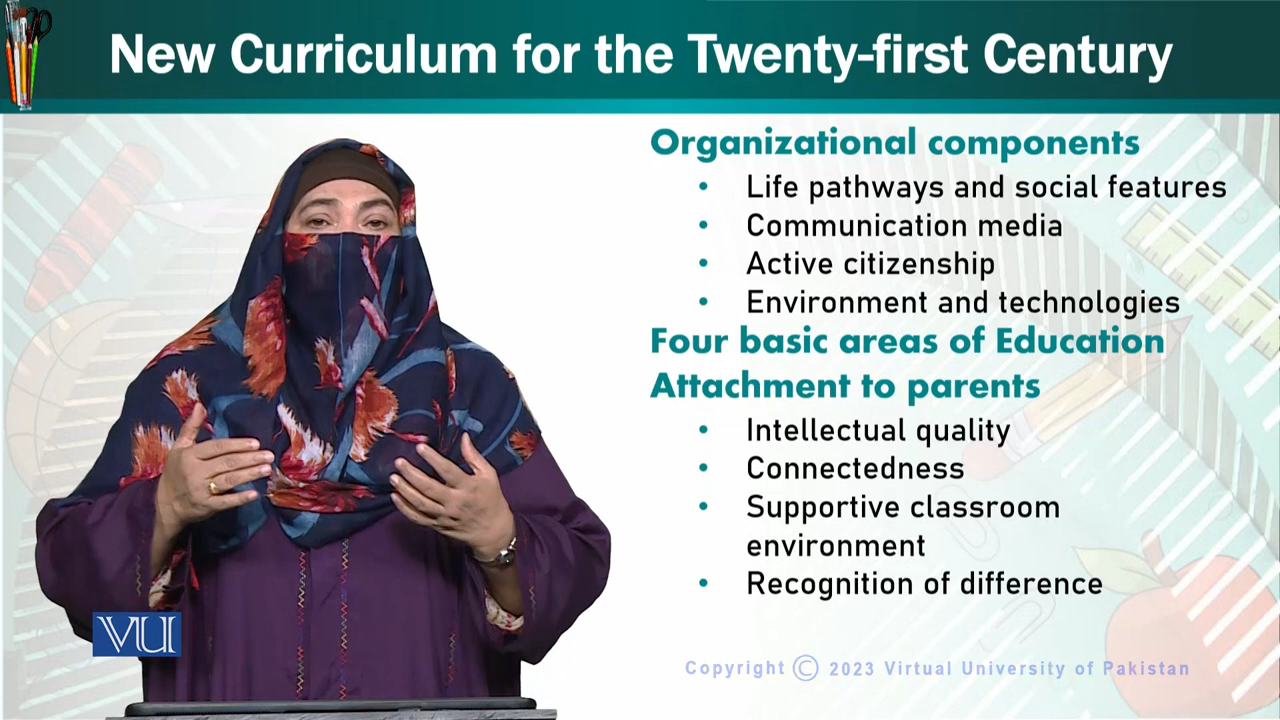 New Curriculum for the Twenty-first Century
Organizational components
• Life pathways and social features
• Communication media
• Active citizenship
• Environment and technologies
Four basic areas of Education
Attachment to parents
• Intellectual quality
• Connectedness
• Supportive classroom
environment
• Recognition of difference
VU
Copyright © 2023 Virtual University of Pakistan